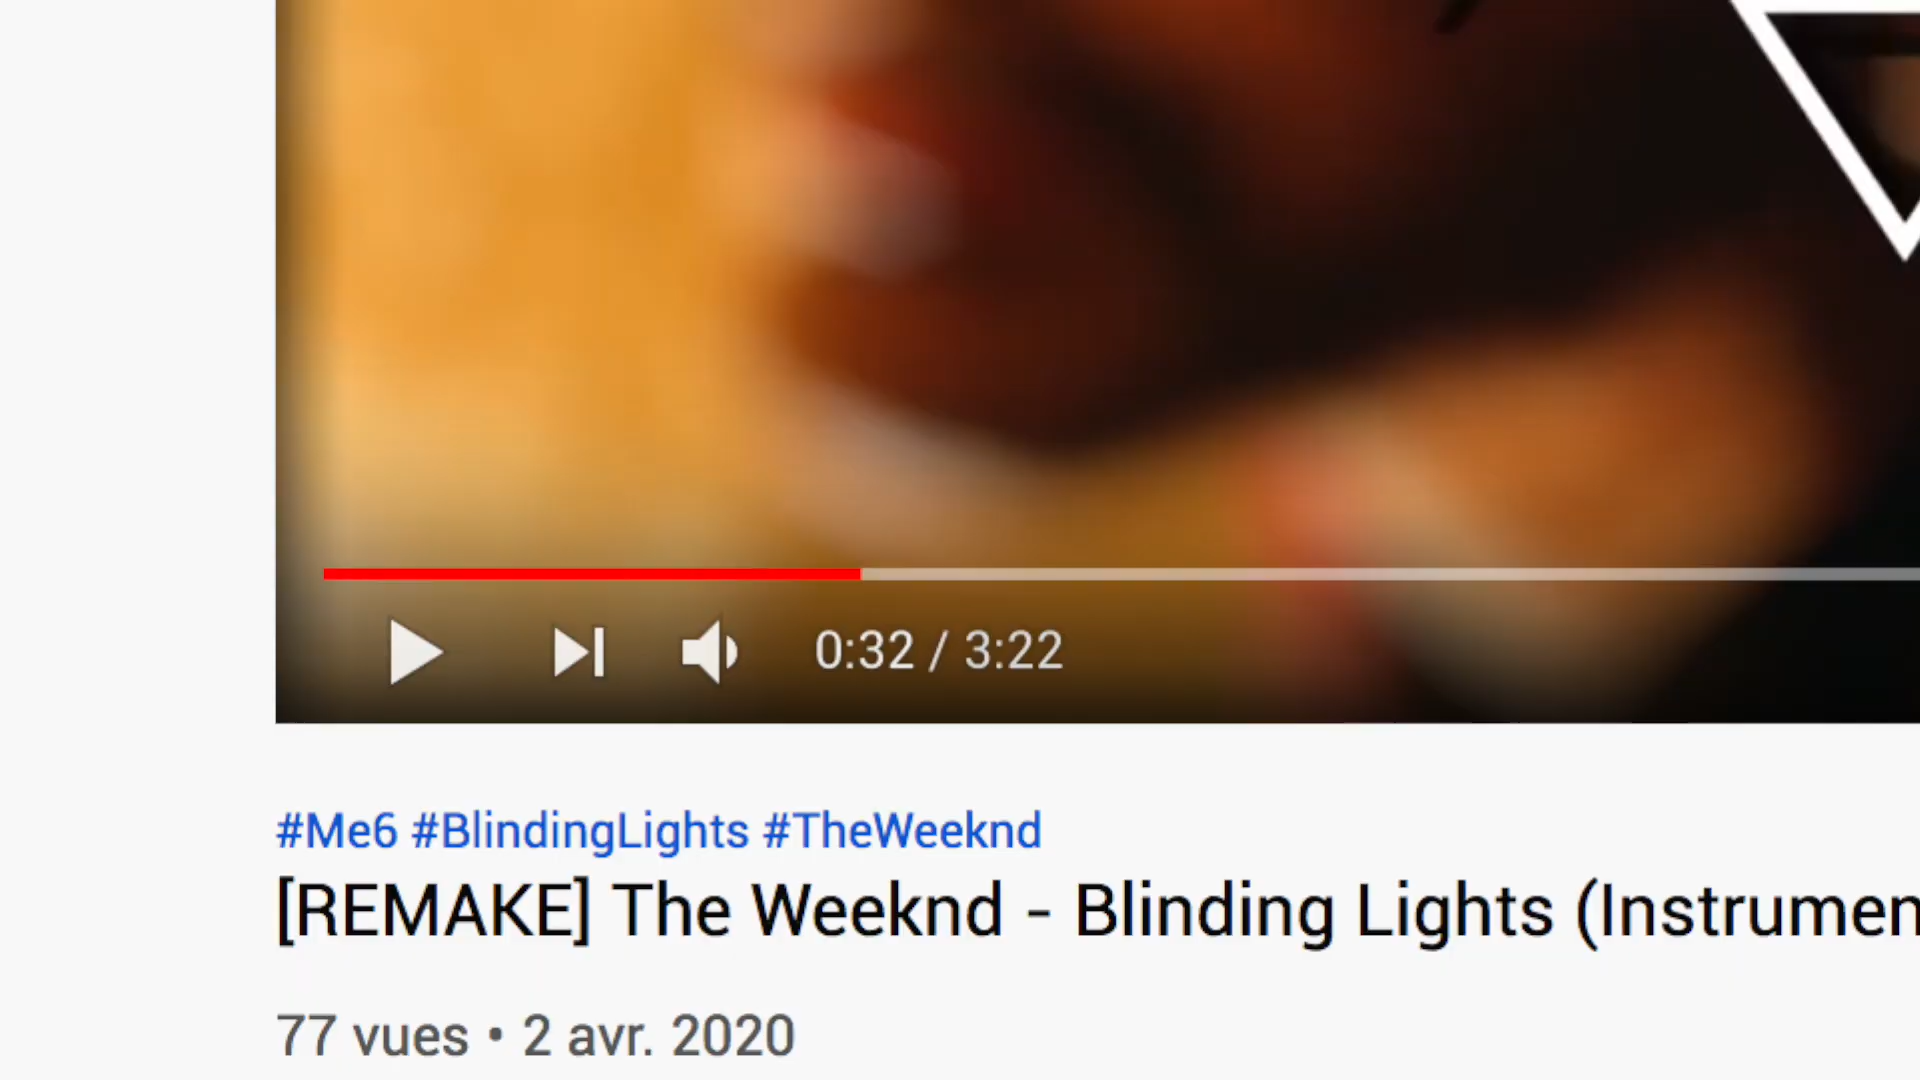 0:32 / 3:22
#Me6 #BlindingLights #TheWeeknd
[REMAKE] The Weeknd - Blinding Lights (Instrumen
77 vues • 2 avr. 2020